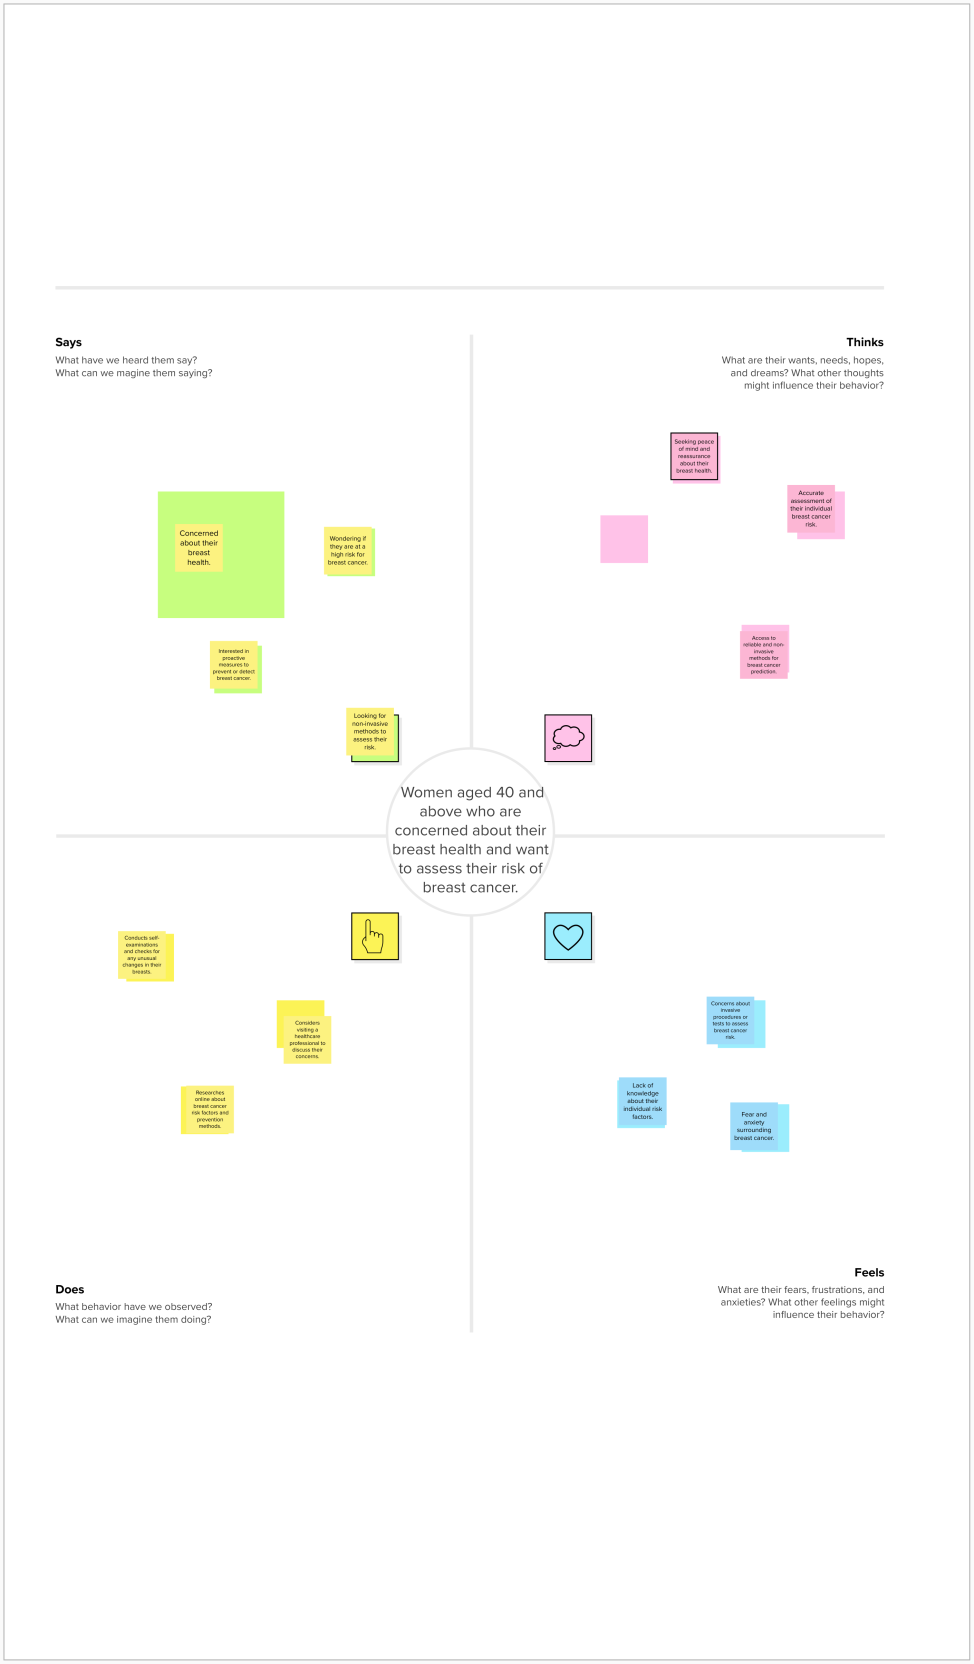 Says
What have we heard them say?
What can we magine them saying?
Thinks
What are their wants, needs, hopes,
and dreams? What other thoughts
might influence their behavior?
Seeking peace
of mind and
reassurance
about their
breast health.
Accurate
assessment of
their individual
breast cancer
risk.
Concerned
about their
breast
health.
Wondering if
they are at a
high risk for
breast cancer.
Interested in
proactive
measures to
prevent or detect
breast cancer.
Access to
reliable and non-
invasive
methods for
breast cancer
prediction.
Looking for
non-invasive
methods to
assess their
risk.
Women aged 40 and
above who are
concerned about their
breast health and want
to assess their risk of
breast cancer.
Conducts self-
examinations
and checks for
any unusual
changes in their
breasts.
Considers
visiting a
healthcare
professional to
discuss their
concerns.
Researches
online about
breast cancer
risk factors and
prevention
methods.
Concerns about
invasive
procedures or
tests to assess
breast cancer
risk.
Lack of
knowledge
about their
individual risk
factors.
Fear and
anxiety
surrounding
breast cancer.
Does
What behavior have we observed?
What can we imagine them doing?
Feels
What are their fears, frustrations, and
anxieties? What other feelings might
influence their behavior?